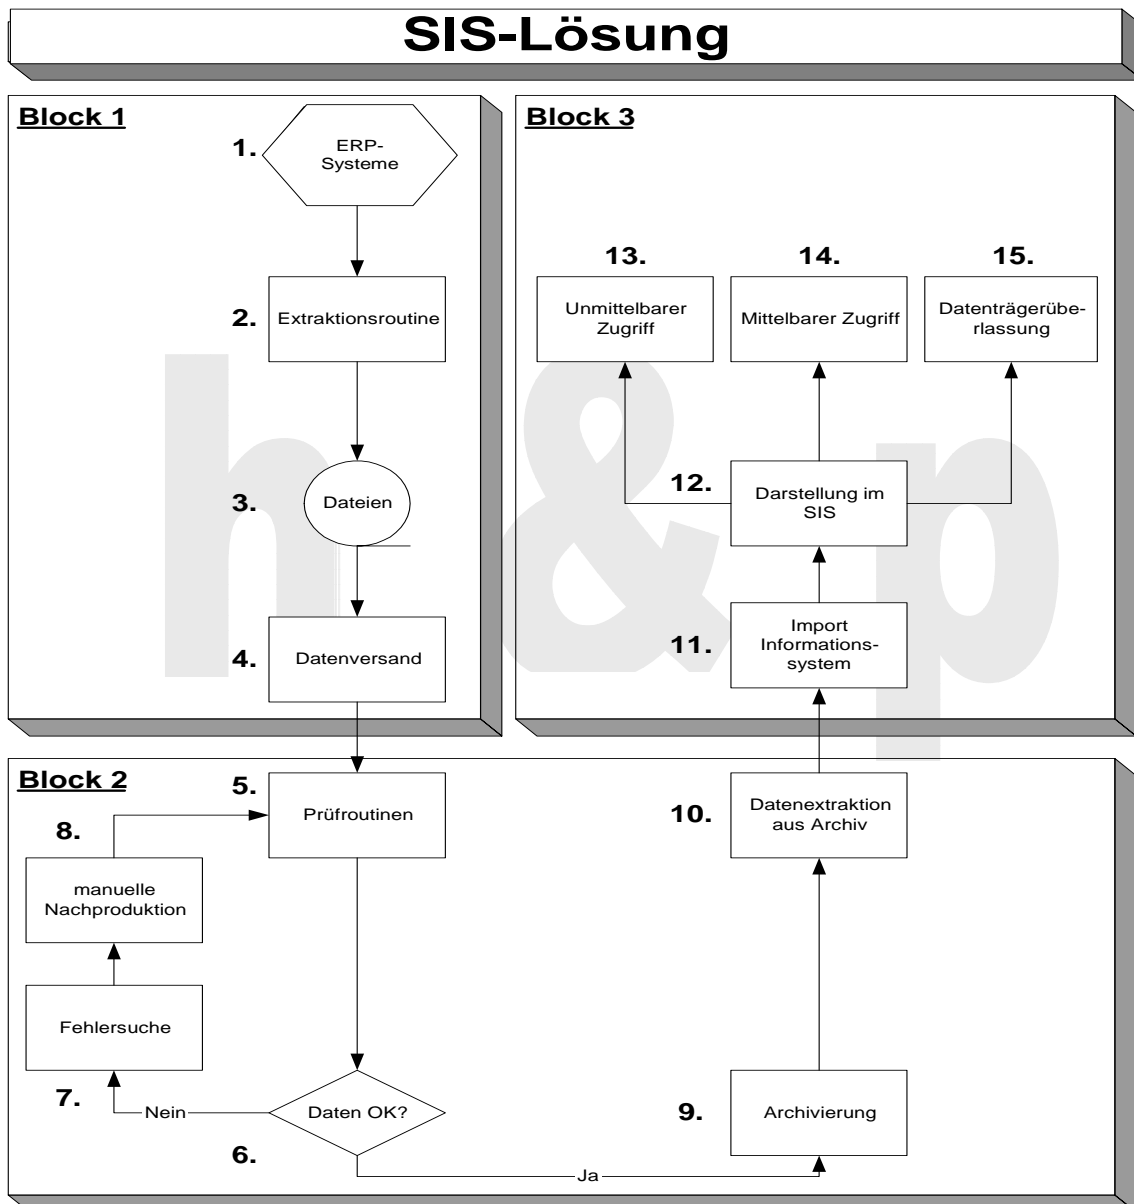 SIS-Lösung
Block 1
1.
ERP-
Systeme
2.
Extraktionsroutine
3.
Dateien
4.
Datenversand
Block 2
5.
Prüfroutinen
Daten OK?
6.
Nein
7.
Fehlersuche
8.
manuelle
Nachproduktion
Ja
9.
Archivierung
10.
Datenextraktion
aus Archiv
Block 3
11.
Import
Informations-
system
12.
Darstellung im
SIS
13.
Unmittelbarer
Zugriff
14.
Mittelbarer Zugriff
15.
Datenträgerübe-
rlassung
h & p